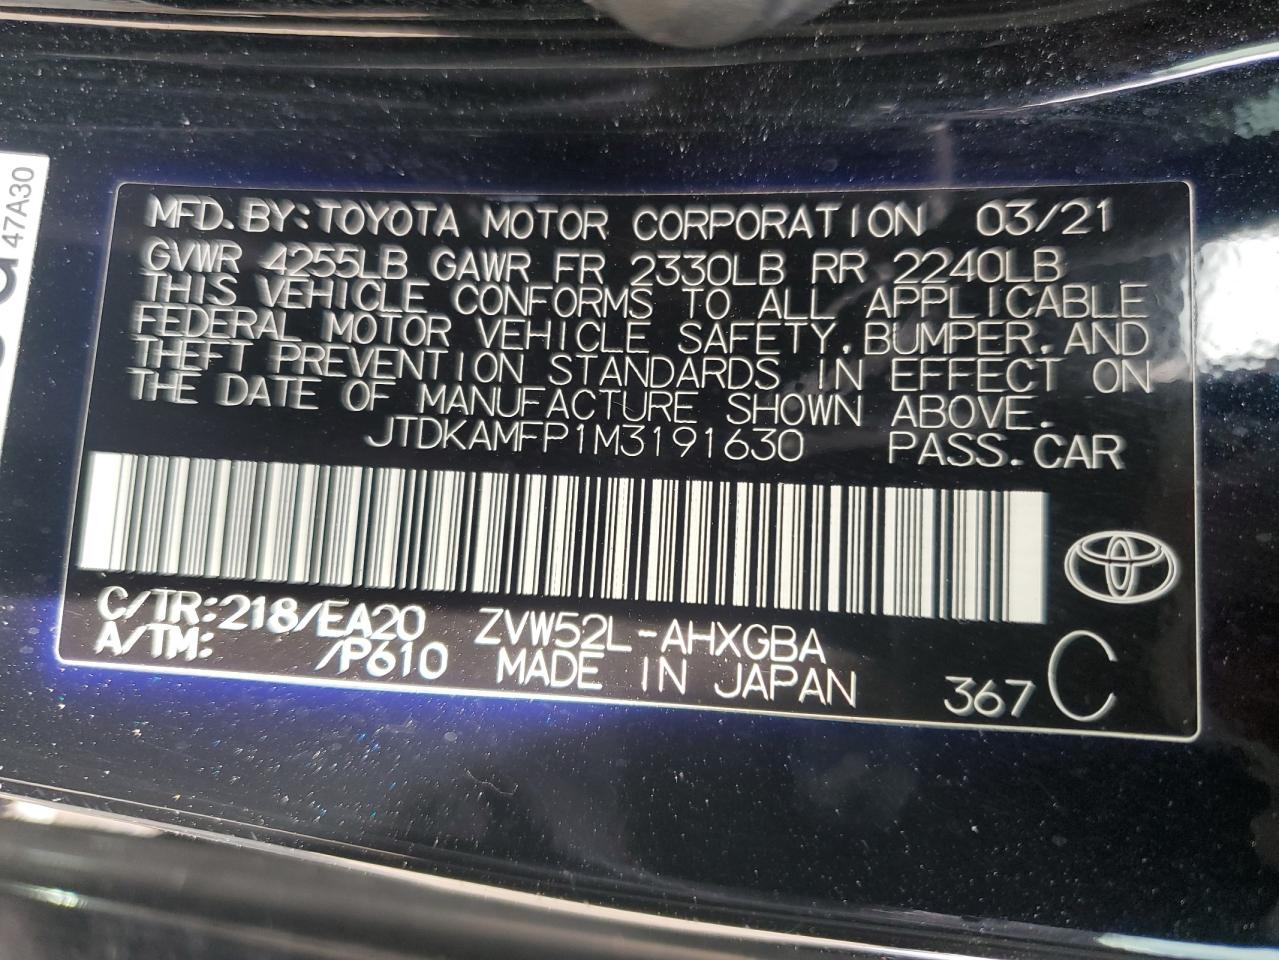 47A30
MFD.BY:TOYOTA MOTOR CORPORATION 03/21
GVWR 4255LB GAWR FR 2330LB RR 2240LB
THIS VEHICLE CONFORMS TO ALL APPLICABLE
FEDERAL MOTOR VEHICLE SAFETY,BUMPER,AND
THEFT PREVENTION STANDARDS IN EFFECT ON
THE DATE OF MANUFACTURE SHOWN ABOVE.
JTDKAMFP1M3191630 PASS.CAR
C/TR:218/EA20 ZVW52L-AHXGBA
A/TM: /P610 MADE IN JAPAN 367 C